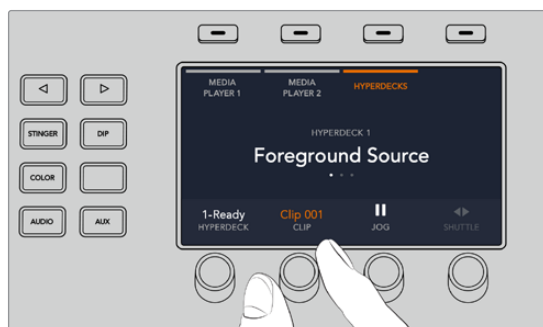 MEDIA
PLAYER 1
MEDIA
PLAYER 2
HYPERDECKS
HYPERDECK 1
Foreground Source
1-Ready
HYPERDECK
Clip 001
CLIP
JOG
SHUTTLE
STINGER
DIP
COLOR
AUDIO
AUX